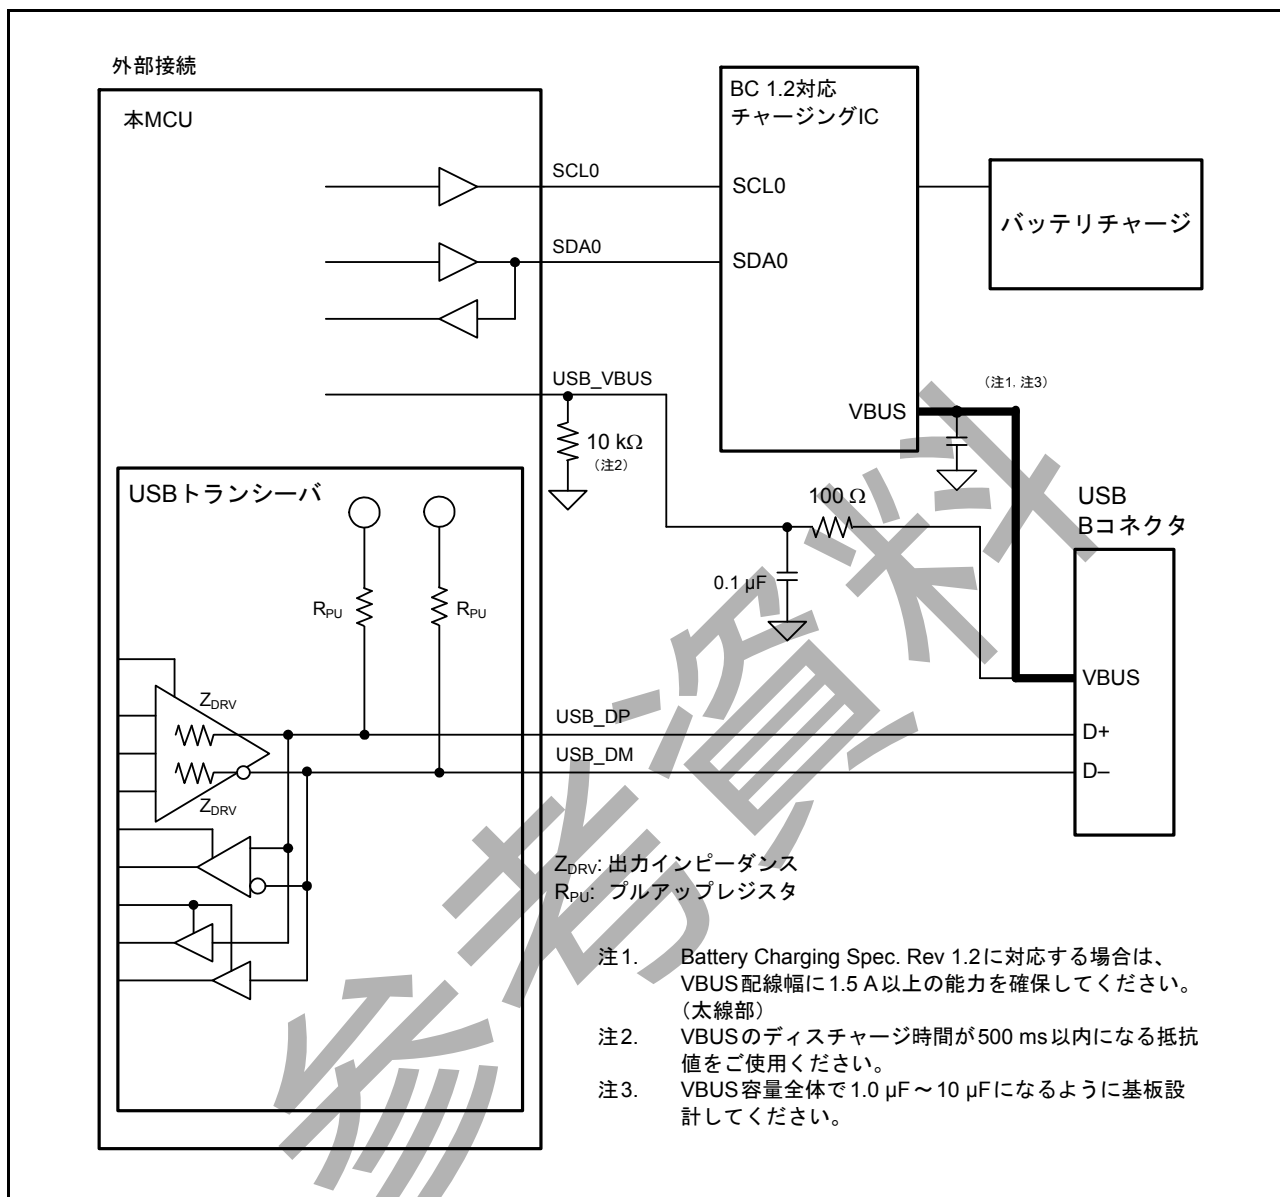 外部接続
本MCU
BC 1.2対応
チャージングIC
SCL0
SCL0
バッテリチャージ
SDA0
SDA0
USB_VBUS
(注1, 注3)
VBUS
10 kΩ
(注2)
USBトランシーバ
100 Ω
USB
Bコネクタ
0.1 µF
RPU
RPU
VBUS
ZDRV
USB_DP
D+
USB_DM
D–
ZDRV
ZDRV: 出力インピーダンス
RPU: プルアップレジスタ
注1. Battery Charging Spec. Rev 1.2に対応する場合は、
VBUS配線幅に1.5 A以上の能力を確保してください。
(太線部)
注2. VBUSのディスチャージ時間が500 ms以内になる抵抗
値をご使用ください。
注3. VBUS容量全体で1.0 µF～10 µFになるように基板設
計してください。
参考資料